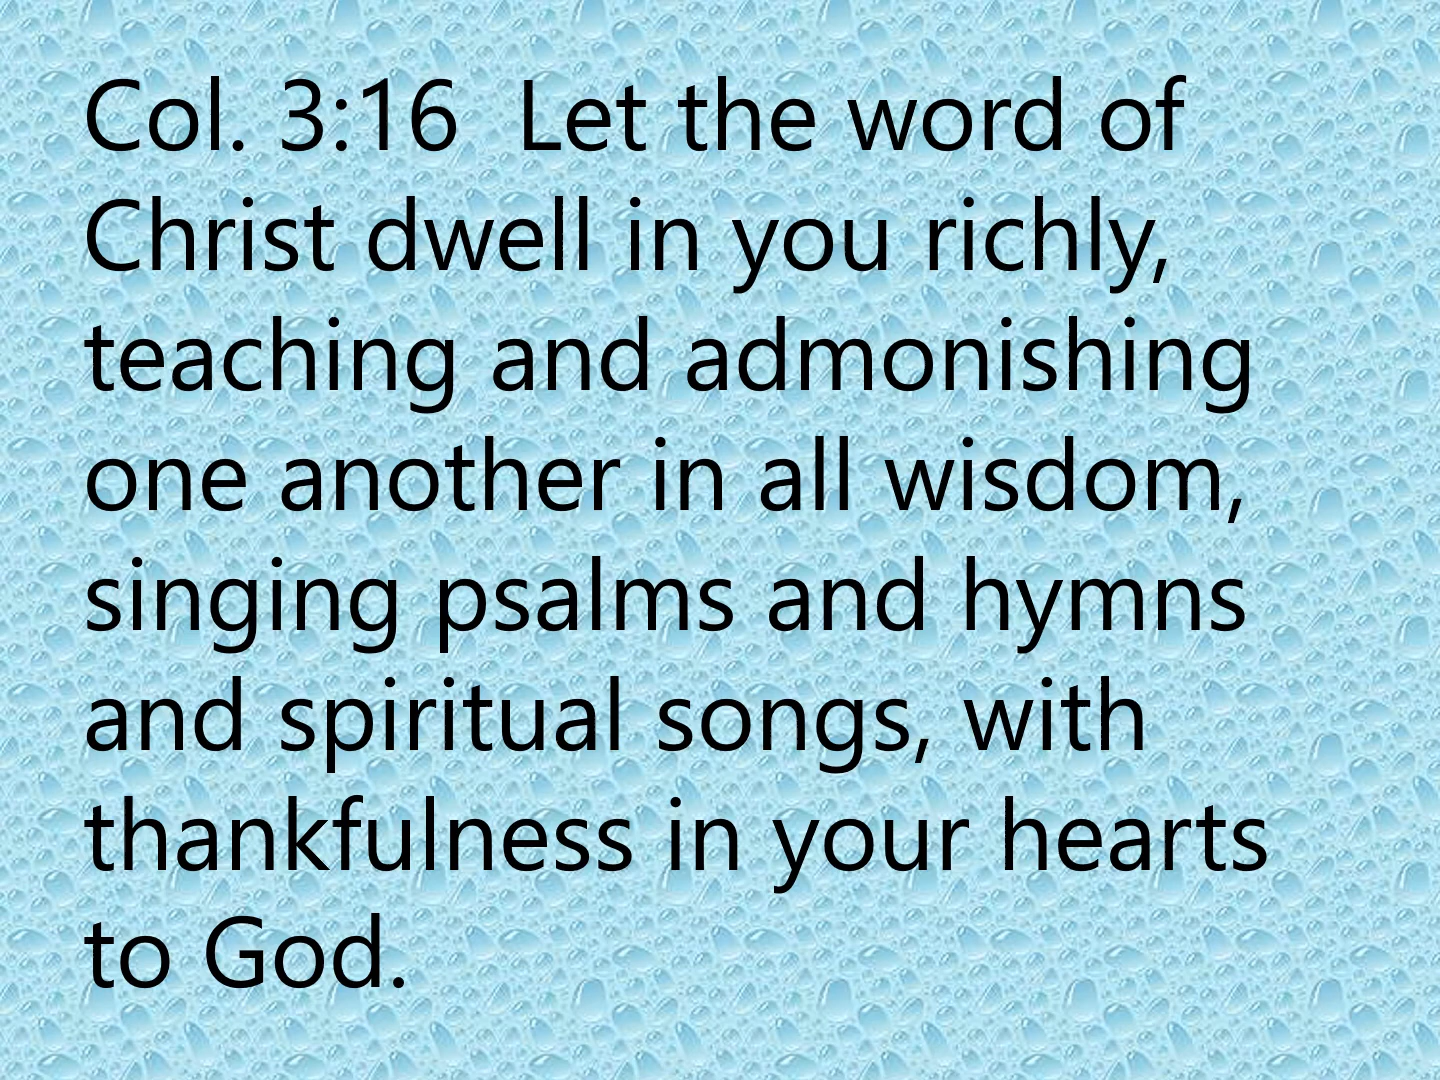 Col. 3:16  Let the word of
Christ dwell in you richly,
teaching and admonishing
one another in all wisdom,
singing psalms and hymns
and spiritual songs, with
thankfulness in your hearts
to God.